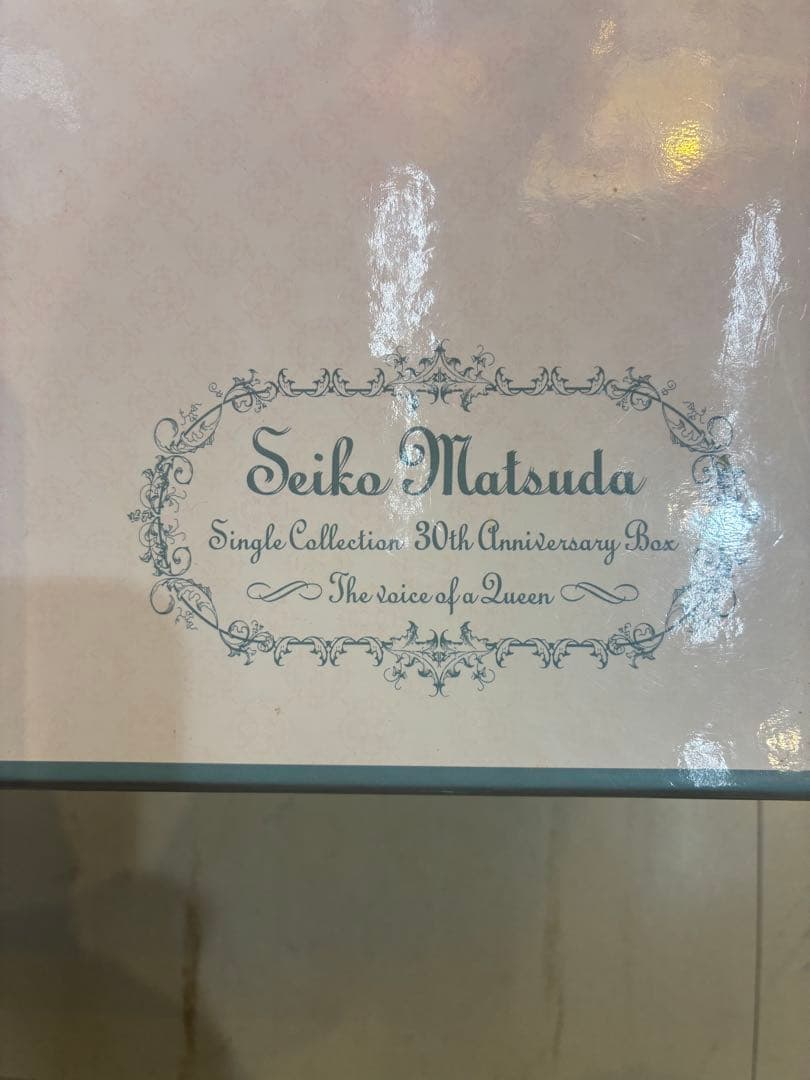 Seiko Matsuda
Single Collection 30th Anniversary Box
The voice of a Queen